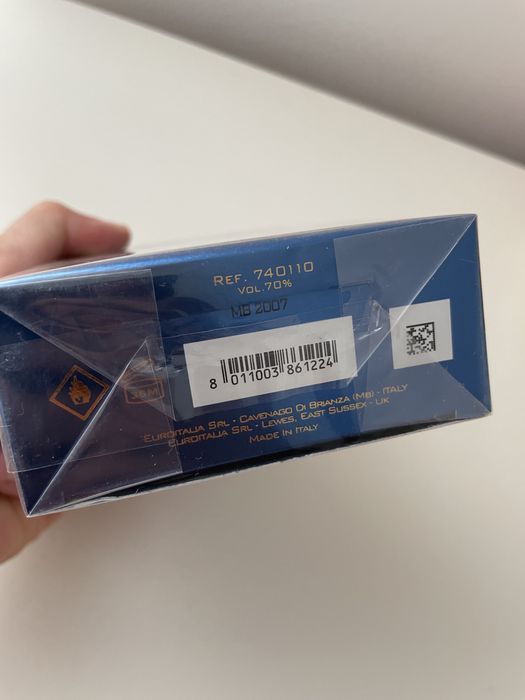 REF. 740110
VOL.70%
MB 2007
8 011003 861224
36M
EUROITALIA SRL - CAVENAGO DI BRIANZA (MB) - ITALY
EUROITALIA SRL - LEWES, EAST SUSSEX - UK
MADE IN ITALY